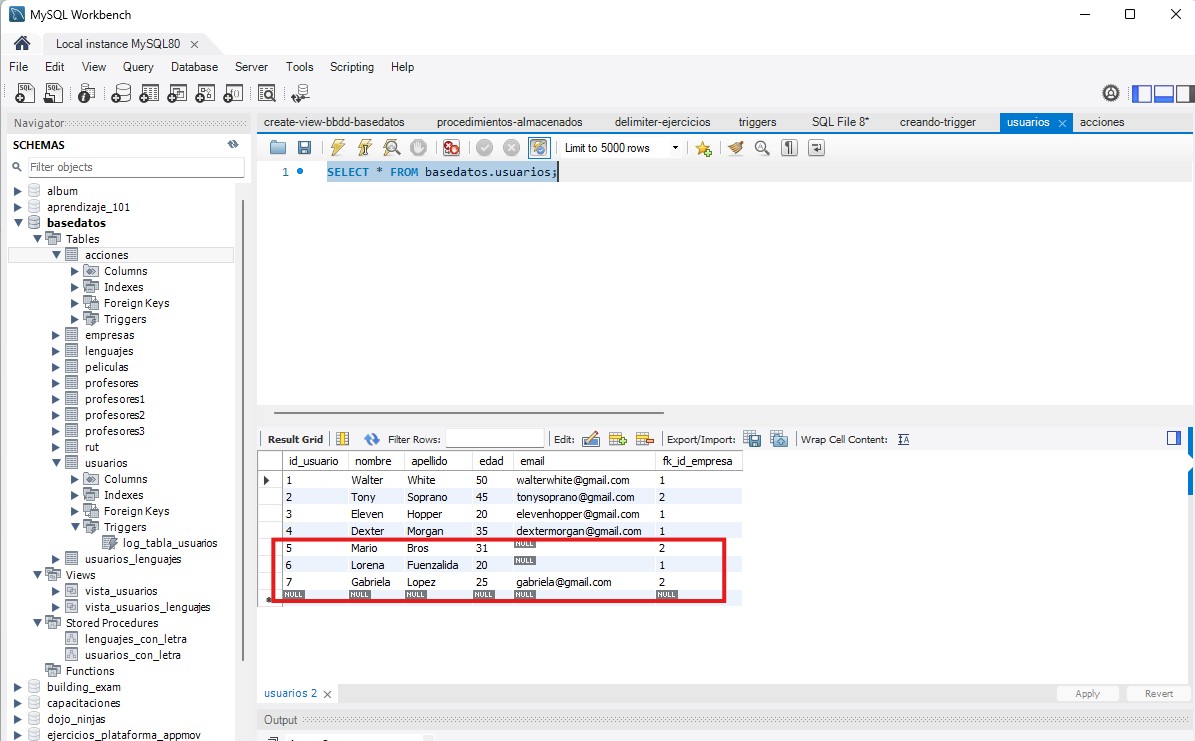 MySQL Workbench
Local instance MySQL80
File Edit View Query Database Server Tools Scripting Help
Navigator
SCHEMAS
Filter objects
album
aprendizaje_101
basedatos
Tables
acciones
Columns
Indexes
Foreign Keys
Triggers
empresas
lenguajes
peliculas
profesores
profesores1
profesores2
profesores3
rut
usuarios
Columns
Indexes
Foreign Keys
Triggers
log_tabla_usuarios
usuarios_lenguajes
Views
vista_usuarios
vista_usuarios_lenguajes
Stored Procedures
lenguajes_con_letra
usuarios_con_letra
Functions
building_exam
capacitaciones
dojo_ninjas
ejercicios_plataforma_appmov
create-view-bbdd-basedatos procedimientos-almacenados delimiter-ejercicios triggers SQL File 8* creando-trigger usuarios acciones
Limit to 5000 rows
1 SELECT * FROM basedatos.usuarios;
Result Grid Filter Rows: Edit: Export/Import: Wrap Cell Content:
id_usuario nombre apellido edad email fk_id_empresa
1 Walter White 50 walterwhite@gmail.com 1
2 Tony Soprano 45 tonysoprano@gmail.com 2
3 Eleven Hopper 20 elevenhopper@gmail.com 1
4 Dexter Morgan 35 dextermorgan@gmail.com 1
5 Mario Bros 31 NULL 2
6 Lorena Fuenzalida 20 NULL 1
7 Gabriela Lopez 25 gabriela@gmail.com 2
NULL NULL NULL NULL NULL NULL
usuarios 2
Apply Revert
Output